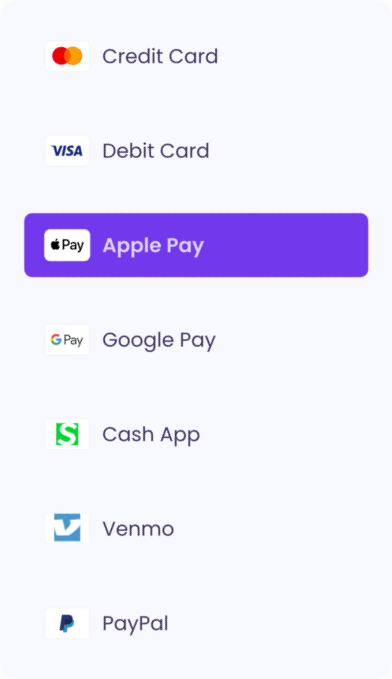 Credit Card
VISA Debit Card
Pay Apple Pay
G Pay Google Pay
Cash App
Venmo
PayPal